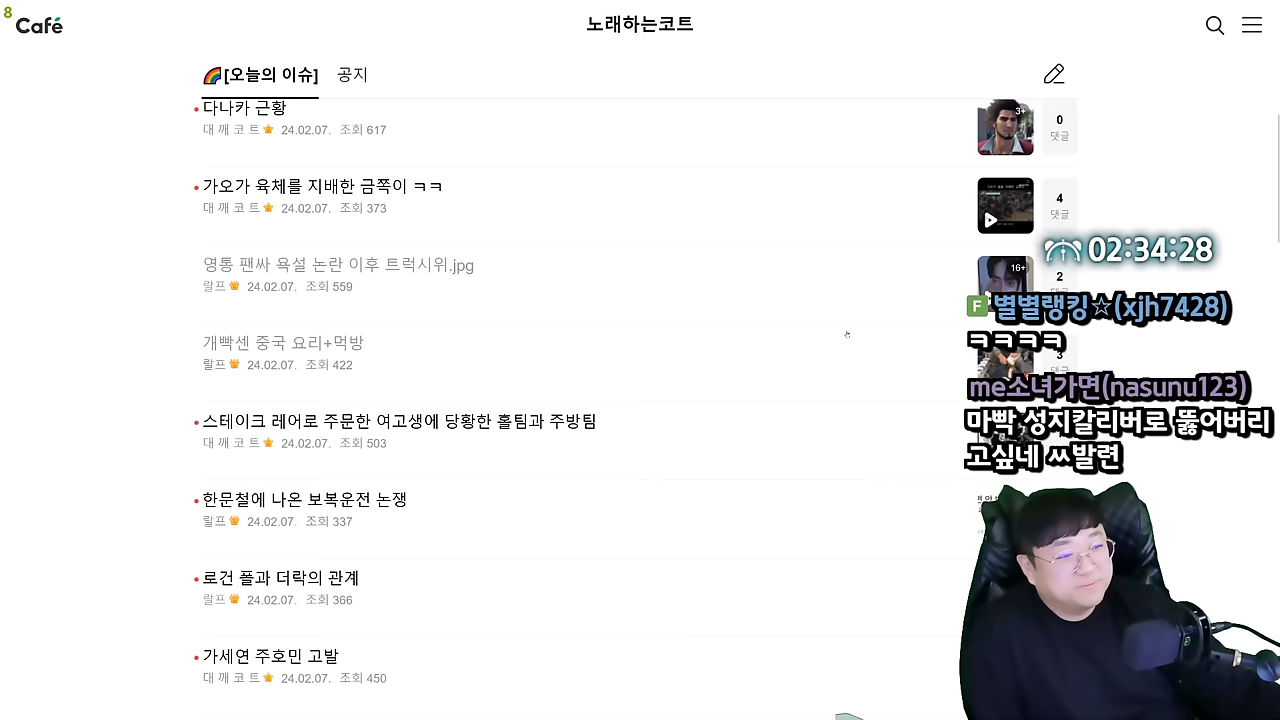 8
Café
노래하는코트
🌈[오늘의 이슈] 공지
다나카 근황
대 깨 코 트 24.02.07. 조회 617
3+
0
댓글
가오가 육체를 지배한 금쪽이 ㅋㅋ
대 깨 코 트 24.02.07. 조회 373
4
댓글
02:34:28
영통 팬싸 욕설 논란 이후 트럭시위.jpg
랄프 24.02.07. 조회 559
16+
2
F 별별랭킹☆(xjh7428)
ㅋㅋㅋㅋ
개빡센 중국 요리+먹방
랄프 24.02.07. 조회 422
3
댓글
me소녀가면(nasunu123)
마빡 성지칼리버로 뚫어버리
고싶네 ㅆ발련
스테이크 레어로 주문한 여고생에 당황한 홀팀과 주방팀
대 깨 코 트 24.02.07. 조회 503
한문철에 나온 보복운전 논쟁
랄프 24.02.07. 조회 337
로건 폴과 더락의 관계
랄프 24.02.07. 조회 366
가세연 주호민 고발
대 깨 코 트 24.02.07. 조회 450